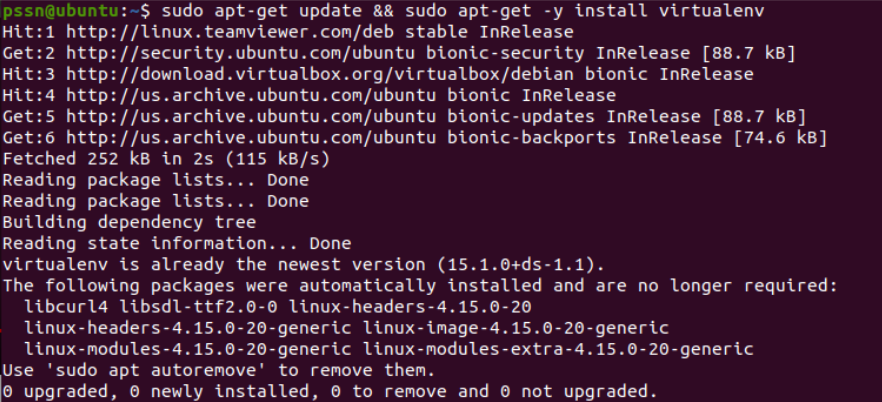 pssn@ubuntu:~$ sudo apt-get update && sudo apt-get -y install virtualenv
Hit:1 http://linux.teamviewer.com/deb stable InRelease
Get:2 http://security.ubuntu.com/ubuntu bionic-security InRelease [88.7 kB]
Hit:3 http://download.virtualbox.org/virtualbox/debian bionic InRelease
Hit:4 http://us.archive.ubuntu.com/ubuntu bionic InRelease
Get:5 http://us.archive.ubuntu.com/ubuntu bionic-updates InRelease [88.7 kB]
Get:6 http://us.archive.ubuntu.com/ubuntu bionic-backports InRelease [74.6 kB]
Fetched 252 kB in 2s (115 kB/s)
Reading package lists... Done
Reading package lists... Done
Building dependency tree
Reading state information... Done
virtualenv is already the newest version (15.1.0+ds-1.1).
The following packages were automatically installed and are no longer required:
  libcurl4 libsdl-ttf2.0-0 linux-headers-4.15.0-20
  linux-headers-4.15.0-20-generic linux-image-4.15.0-20-generic
  linux-modules-4.15.0-20-generic linux-modules-extra-4.15.0-20-generic
Use 'sudo apt autoremove' to remove them.
0 upgraded, 0 newly installed, 0 to remove and 0 not upgraded.